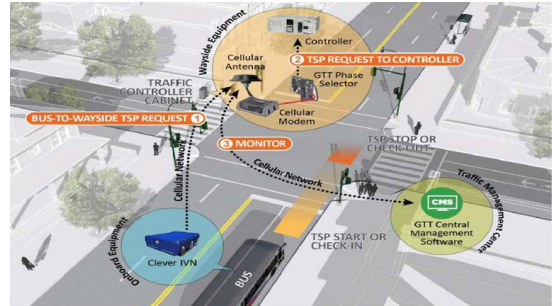 Wayside Equipment
Controller
Cellular
Antenna
2 TSP REQUEST TO CONTROLLER
GTT Phase
Selector
TRAFFIC
CONTROLLER
CABINET
Cellular
Modem
BUS-TO-WAYSIDE TSP REQUEST 1
3 MONITOR
TSP STOP OR
CHECK-OUT
Cellular Network
Cellular Network
Traffic Management Center
CMS
GTT Central
Management
Software
Onboard Equipment
Clever IVN
TSP START OR
CHECK-IN
BUS